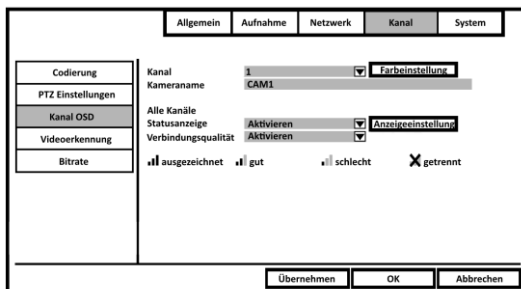 Allgemein Aufnahme Netzwerk Kanal System
Codierung
PTZ Einstellungen
Kanal OSD
Videoerkennung
Bitrate
Kanal 1 Farbeinstellung
Kameraname CAM1
Alle Kanäle
Statusanzeige Aktivieren Anzeigeeinstellung
Verbindungsqualität Aktivieren
ausgezeichnet gut schlecht getrennt
Übernehmen OK Abbrechen